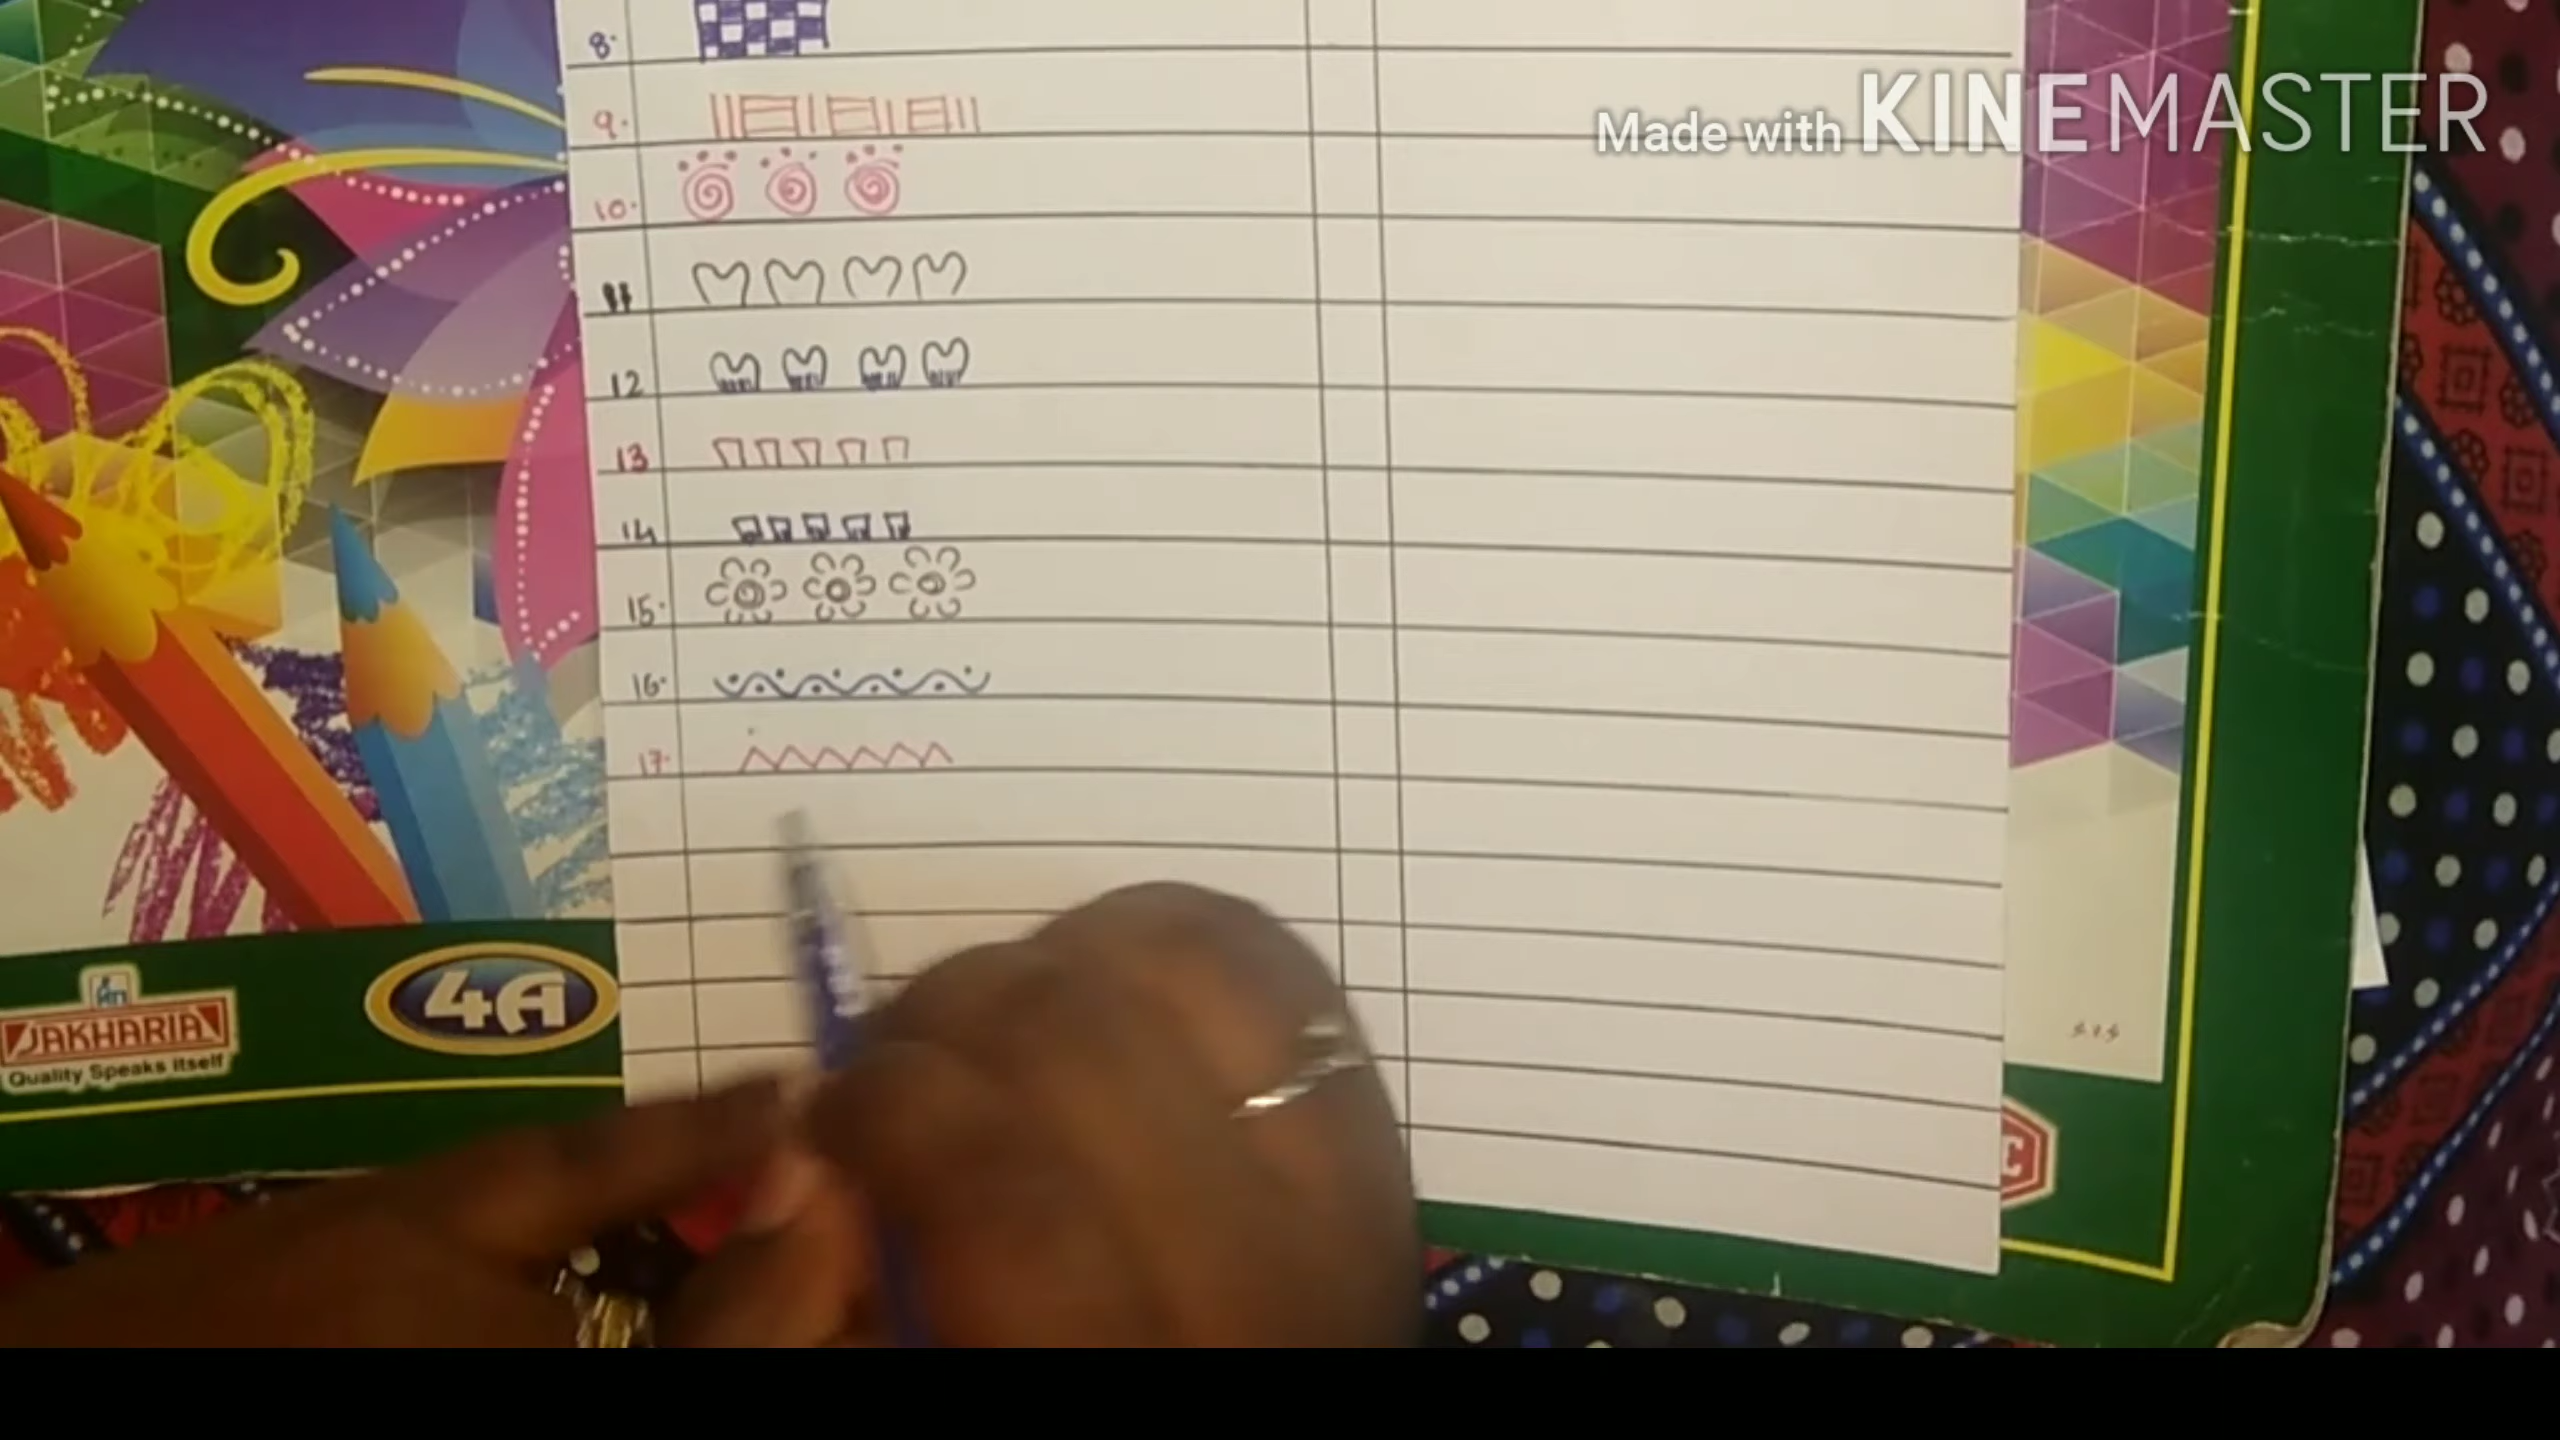 8.
Made with KINEMASTER
9.
10.
11
12
13
14
15.
16.
17.
4A
JAKHARIA
Quality Speaks itself